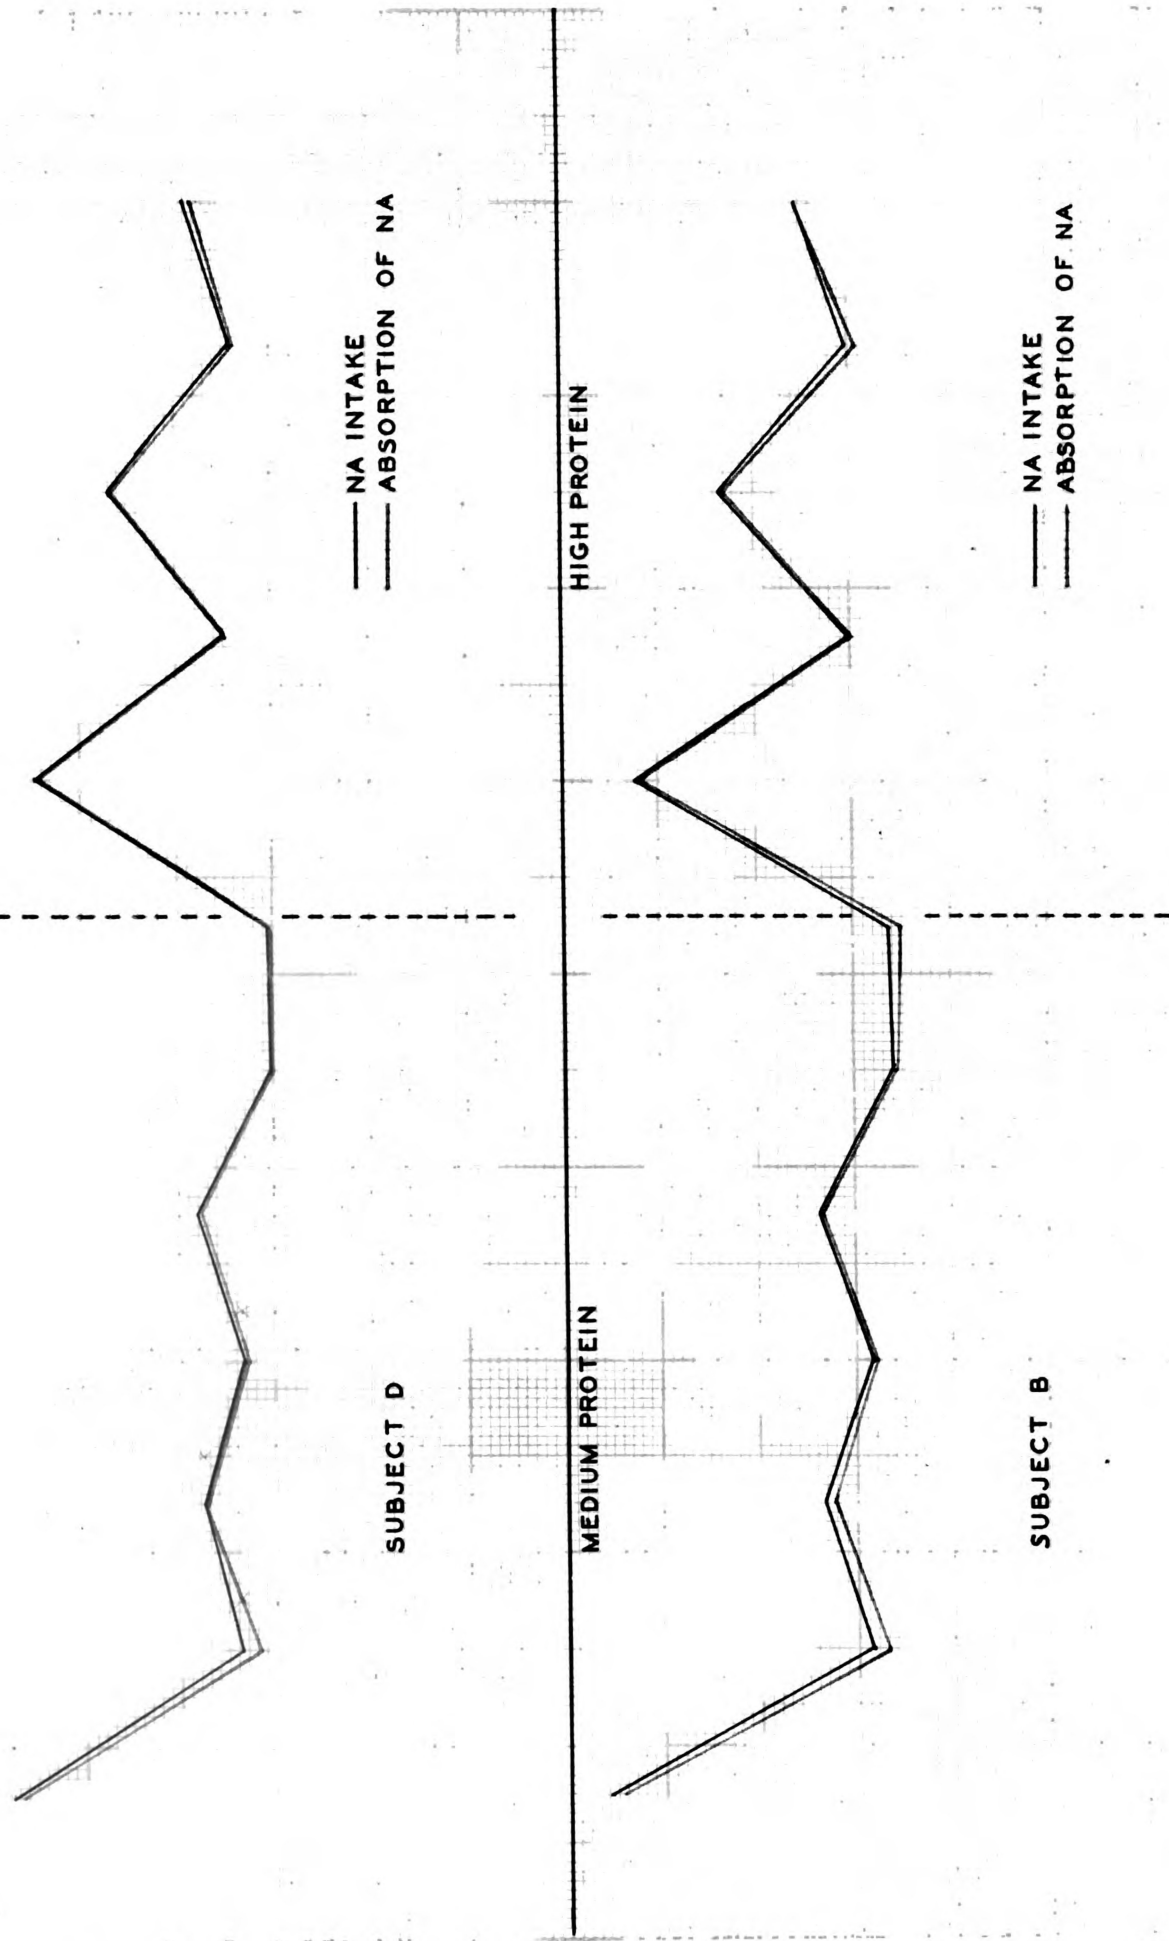 NA INTAKE
ABSORPTION OF NA
SUBJECT D
MEDIUM PROTEIN
HIGH PROTEIN
NA INTAKE
ABSORPTION OF NA
SUBJECT B